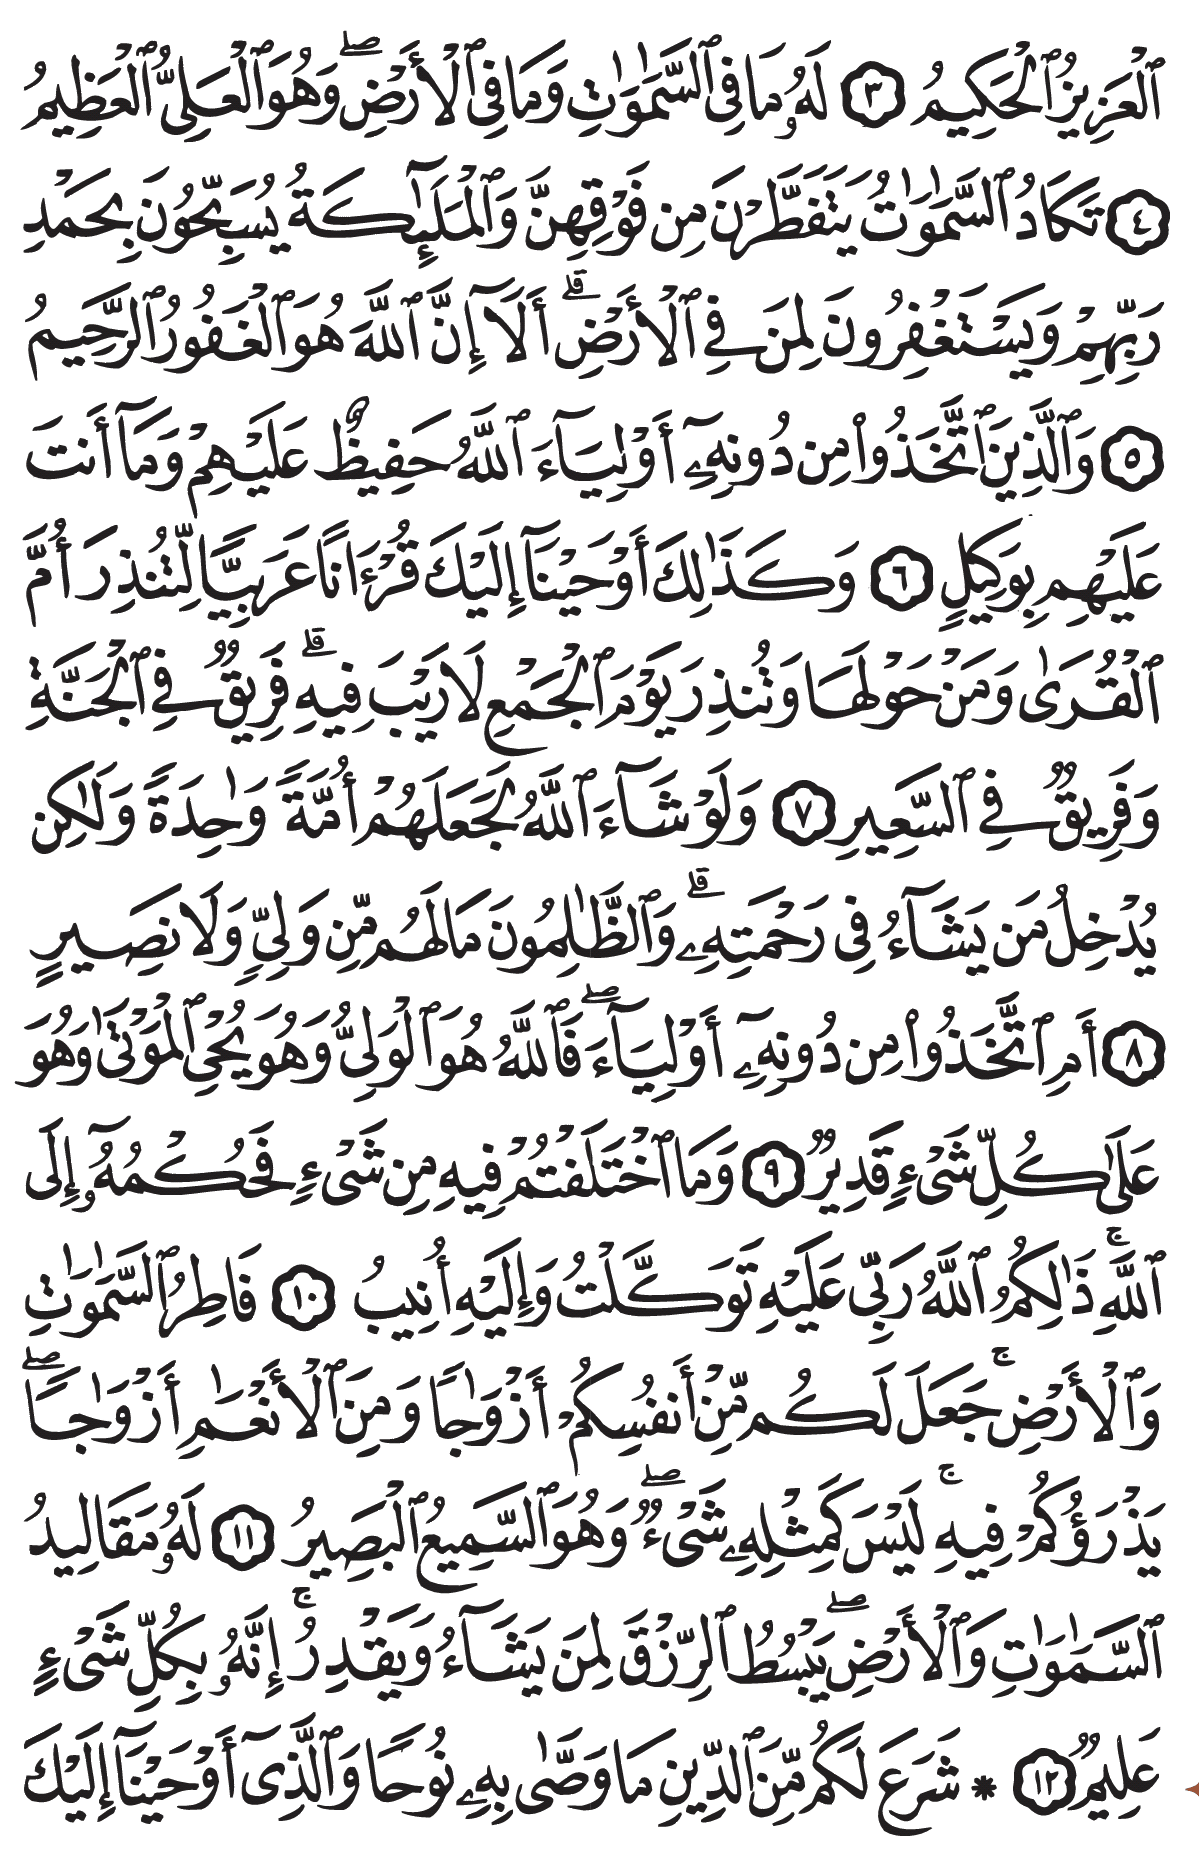 ٱلْعَزِيزُ ٱلْحَكِيمُ ٣ لَهُۥ مَا فِى ٱلسَّمَٰوَٰتِ وَمَا فِى ٱلْأَرْضِ ۖ وَهُوَ ٱلْعَلِىُّ ٱلْعَظِيمُ
٤ تَكَادُ ٱلسَّمَٰوَٰتُ يَتَفَطَّرْنَ مِن فَوْقِهِنَّ وَٱلْمَلَٰٓئِكَةُ يُسَبِّحُونَ بِحَمْدِ
رَبِّهِمْ وَيَسْتَغْفِرُونَ لِمَن فِى ٱلْأَرْضِ ۗ أَلَآ إِنَّ ٱللَّهَ هُوَ ٱلْغَفُورُ ٱلرَّحِيمُ
٥ وَٱلَّذِينَ ٱتَّخَذُوا۟ مِن دُونِهِۦٓ أَوْلِيَآءَ ٱللَّهُ حَفِيظٌ عَلَيْهِمْ وَمَآ أَنتَ
عَلَيْهِم بِوَكِيلٍ ٦ وَكَذَٰلِكَ أَوْحَيْنَآ إِلَيْكَ قُرْءَانًا عَرَبِيًّا لِّتُنذِرَ أُمَّ
ٱلْقُرَىٰ وَمَنْ حَوْلَهَا وَتُنذِرَ يَوْمَ ٱلْجَمْعِ لَا رَيْبَ فِيهِ ۚ فَرِيقٌ فِى ٱلْجَنَّةِ
وَفَرِيقٌ فِى ٱلسَّعِيرِ ٧ وَلَوْ شَآءَ ٱللَّهُ لَجَعَلَهُمْ أُمَّةً وَٰحِدَةً وَلَٰكِن
يُدْخِلُ مَن يَشَآءُ فِى رَحْمَتِهِۦ ۗ وَٱلظَّٰلِمُونَ مَا لَهُم مِّن وَلِىٍّ وَلَا نَصِيرٍ
٨ أَمِ ٱتَّخَذُوا۟ مِن دُونِهِۦٓ أَوْلِيَآءَ ۖ فَٱللَّهُ هُوَ ٱلْوَلِىُّ وَهُوَ يُحْىِ ٱلْمَوْتَىٰ وَهُوَ
عَلَىٰ كُلِّ شَىْءٍ قَدِيرٌ ٩ وَمَا ٱخْتَلَفْتُمْ فِيهِ مِن شَىْءٍ فَحُكْمُهُۥٓ إِلَى
ٱللَّهِ ۚ ذَٰلِكُمُ ٱللَّهُ رَبِّى عَلَيْهِ تَوَكَّلْتُ وَإِلَيْهِ أُنِيبُ ١٠ فَاطِرُ ٱلسَّمَٰوَٰتِ
وَٱلْأَرْضِ ۚ جَعَلَ لَكُم مِّنْ أَنفُسِكُمْ أَزْوَٰجًا وَمِنَ ٱلْأَنْعَٰمِ أَزْوَٰجًا ۖ
يَذْرَؤُكُمْ فِيهِ ۚ لَيْسَ كَمِثْلِهِۦ شَىْءٌ ۖ وَهُوَ ٱلسَّمِيعُ ٱلْبَصِيرُ ١١ لَهُۥ مَقَالِيدُ
ٱلسَّمَٰوَٰتِ وَٱلْأَرْضِ ۖ يَبْسُطُ ٱلرِّزْقَ لِمَن يَشَآءُ وَيَقْدِرُ ۚ إِنَّهُۥ بِكُلِّ شَىْءٍ
عَلِيمٌ ١٢ * شَرَعَ لَكُم مِّنَ ٱلدِّينِ مَا وَصَّىٰ بِهِۦ نُوحًا وَٱلَّذِىٓ أَوْحَيْنَآ إِلَيْكَ